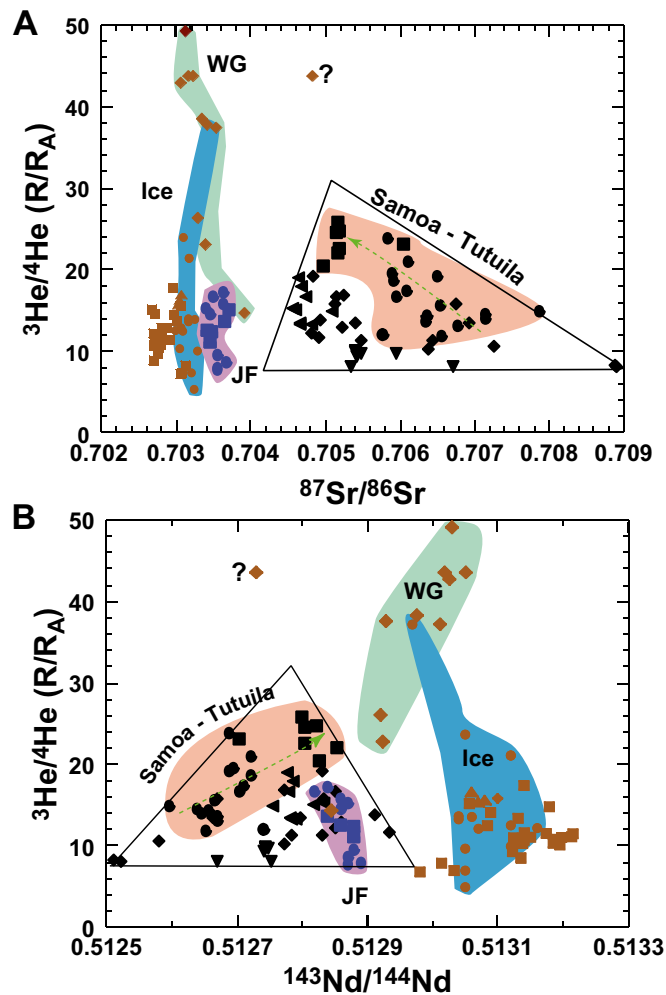 A
50
WG
?
40
Ice
30
Samoa - Tutuila
20
10
JF
0
³He/⁴He (R/R_A)
0.702 0.703 0.704 0.705 0.706 0.707 0.708 0.709
⁸⁷Sr/⁸⁶Sr
B
50
?
WG
40
30
Samoa - Tutuila
Ice
20
10
JF
0
³He/⁴He (R/R_A)
0.5125 0.5127 0.5129 0.5131 0.5133
¹⁴³Nd/¹⁴⁴Nd